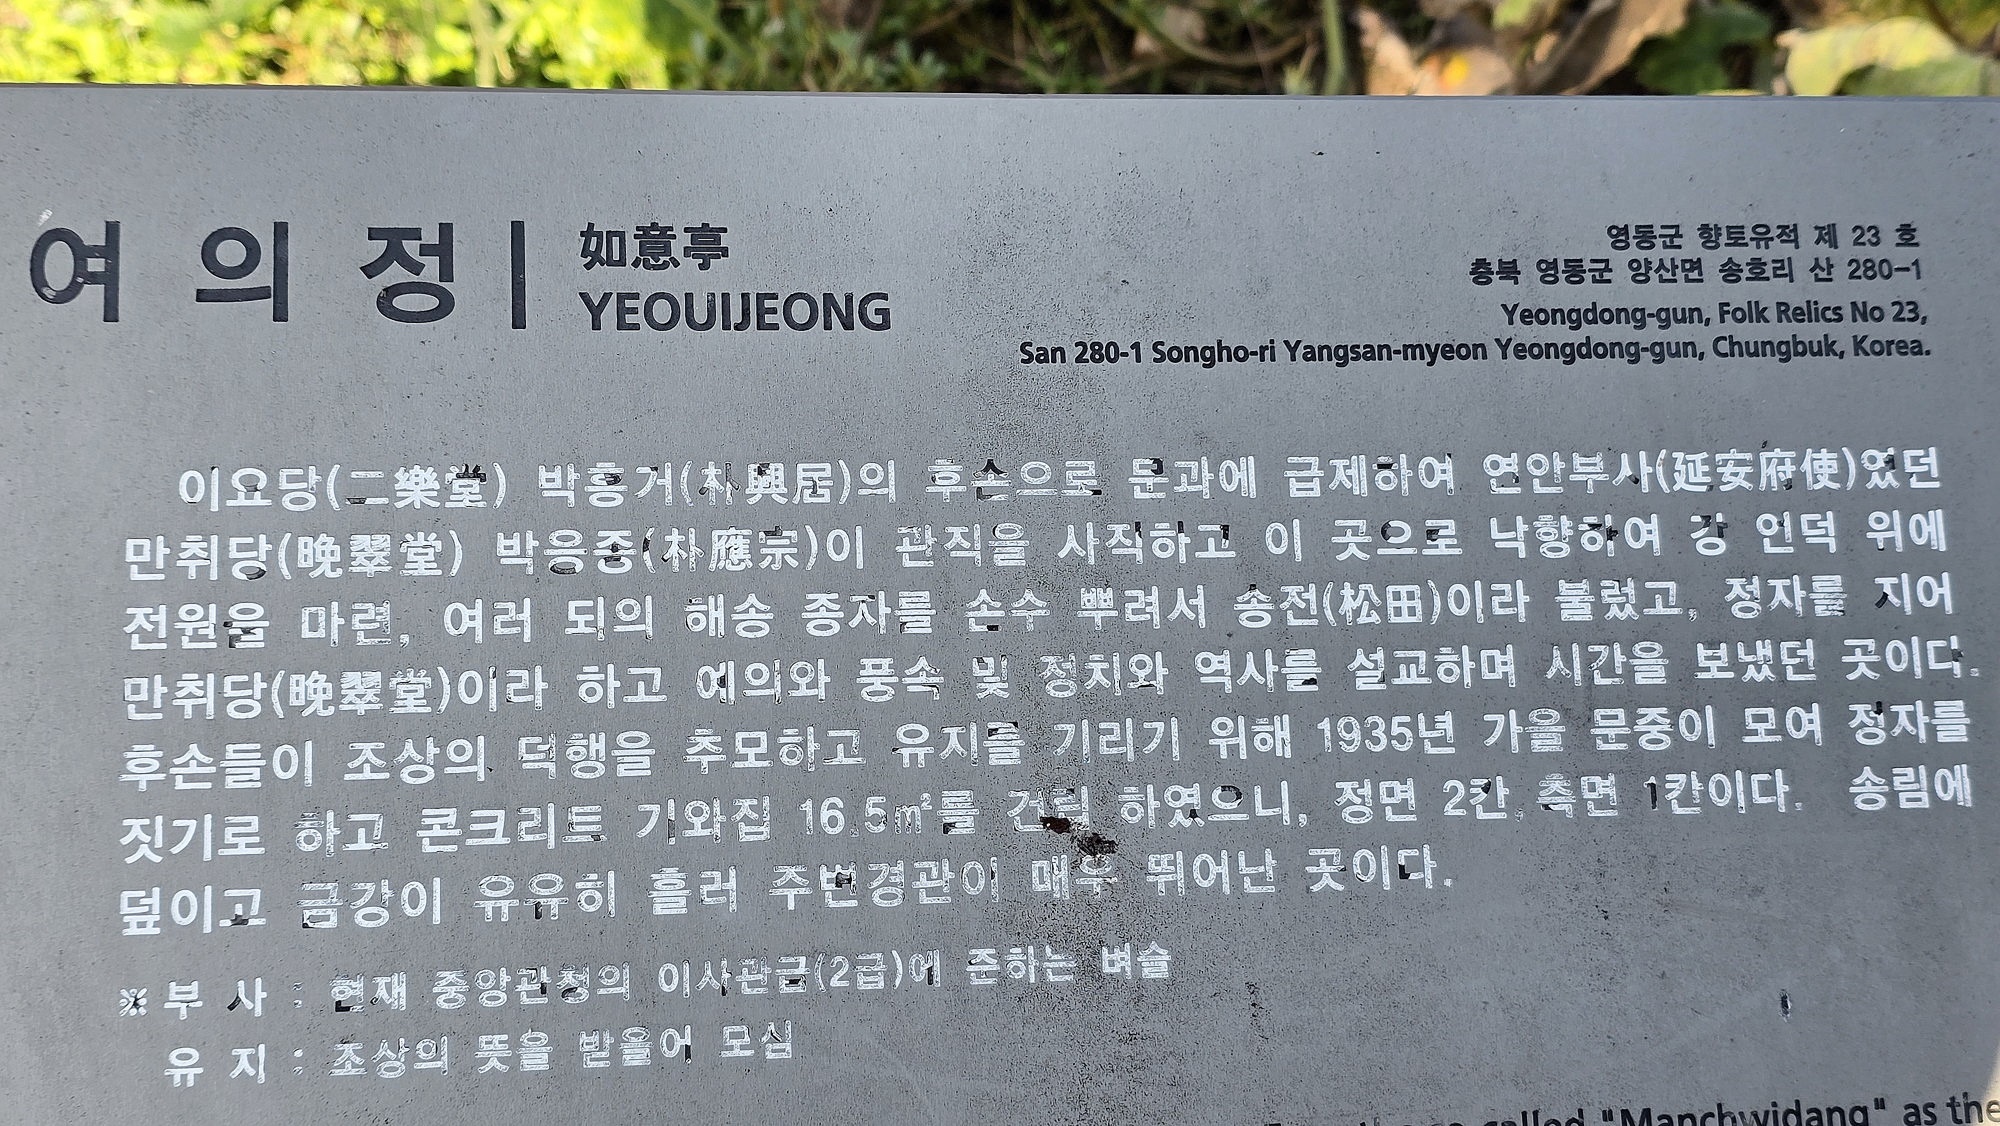 여 의 정 | 如意亭
YEOUIJEONG
영동군 향토유적 제 23 호
충북 영동군 양산면 송호리 산 280-1
Yeongdong-gun, Folk Relics No 23,
San 280-1 Songho-ri Yangsan-myeon Yeongdong-gun, Chungbuk, Korea.
이요당(二樂堂) 박흥거(朴興居)의 후손으로 문과에 급제하여 연안부사(延安府使)였던
만취당(晩翠堂) 박응종(朴應宗)이 관직을 사직하고 이 곳으로 낙향하여 강 언덕 위에
전원을 마련, 여러 되의 해송 종자를 손수 뿌려서 송전(松田)이라 불렀고, 정자를 지어
만취당(晩翠堂)이라 하고 예의와 풍속 및 정치와 역사를 설교하며 시간을 보냈던 곳이다.
후손들이 조상의 덕행을 추모하고 유지를 기리기 위해 1935년 가을 문중이 모여 정자를
짓기로 하고 콘크리트 기와집 16.5㎡를 건립 하였으니, 정면 2칸, 측면 1칸이다. 송림에
덮이고 금강이 유유히 흘러 주변경관이 매우 뛰어난 곳이다.
※ 부 사 : 현재 중앙관청의 이사관급(2급)에 준하는 벼슬
유 지 : 조상의 뜻을 받들어 모심
called "Manchwidang" as the